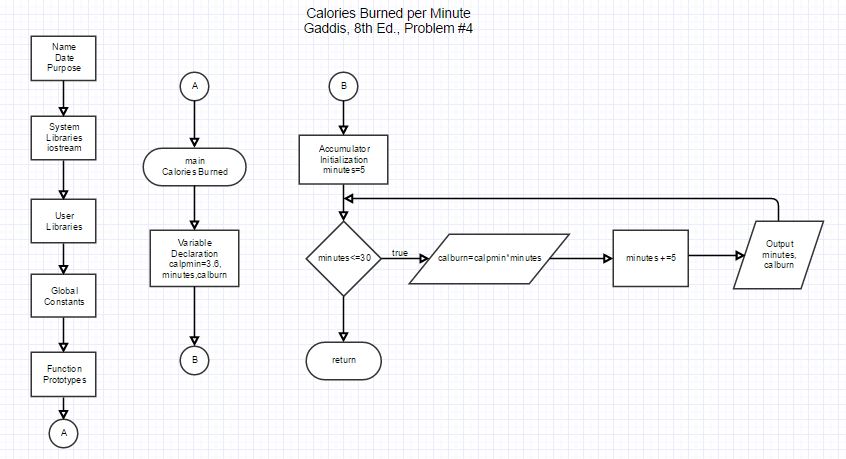 Calories Burned per Minute
Gaddis, 8th Ed., Problem #4
Name
Date
Purpose
System
Libraries
iostream
User
Libraries
Global
Constants
Function
Prototypes
A
A
main
Calories Burned
Variable
Declaration
calpmin=3.6,
minutes,calburn
B
B
Accumulator
Initialization
minutes=5
minutes<=30
true
calburn=calpmin*minutes
minutes +=5
Output
minutes,
calburn
return